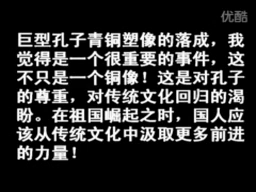 优酷
巨型孔子青铜塑像的落成，我
觉得是一个很重要的事件，这
不只是一个铜像！这是对孔子
的尊重，对传统文化回归的渴
盼。在祖国崛起之时，国人应
该从传统文化中汲取更多前进
的力量！